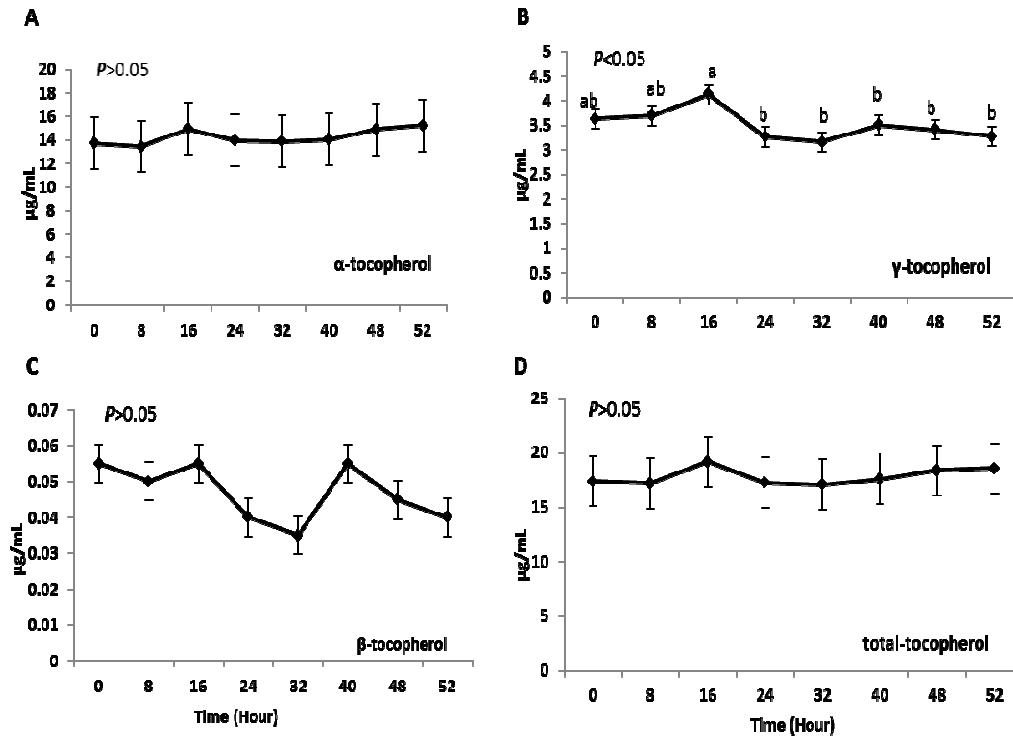 A
P>0.05
20
18
16
14
12
10
8
6
4
2
0
µg/mL
α-tocopherol
0 8 16 24 32 40 48 52
B
P<0.05
5
4.5
4
3.5
3
2.5
2
1.5
1
0.5
0
µg/mL
ab ab a b b b b b
γ-tocopherol
0 8 16 24 32 40 48 52
C
P>0.05
0.07
0.06
0.05
0.04
0.03
0.02
0.01
0
µg/mL
β-tocopherol
0 8 16 24 32 40 48 52
Time (Hour)
D
P>0.05
25
20
15
10
5
0
µg/mL
total-tocopherol
0 8 16 24 32 40 48 52
Time (Hour)